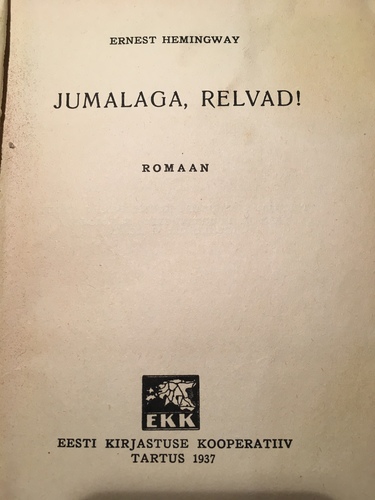 ERNEST HEMINGWAY
JUMALAGA, RELVAD!
ROMAAN
EKK
EESTI KIRJASTUSE KOOPERATIIV
TARTUS 1937